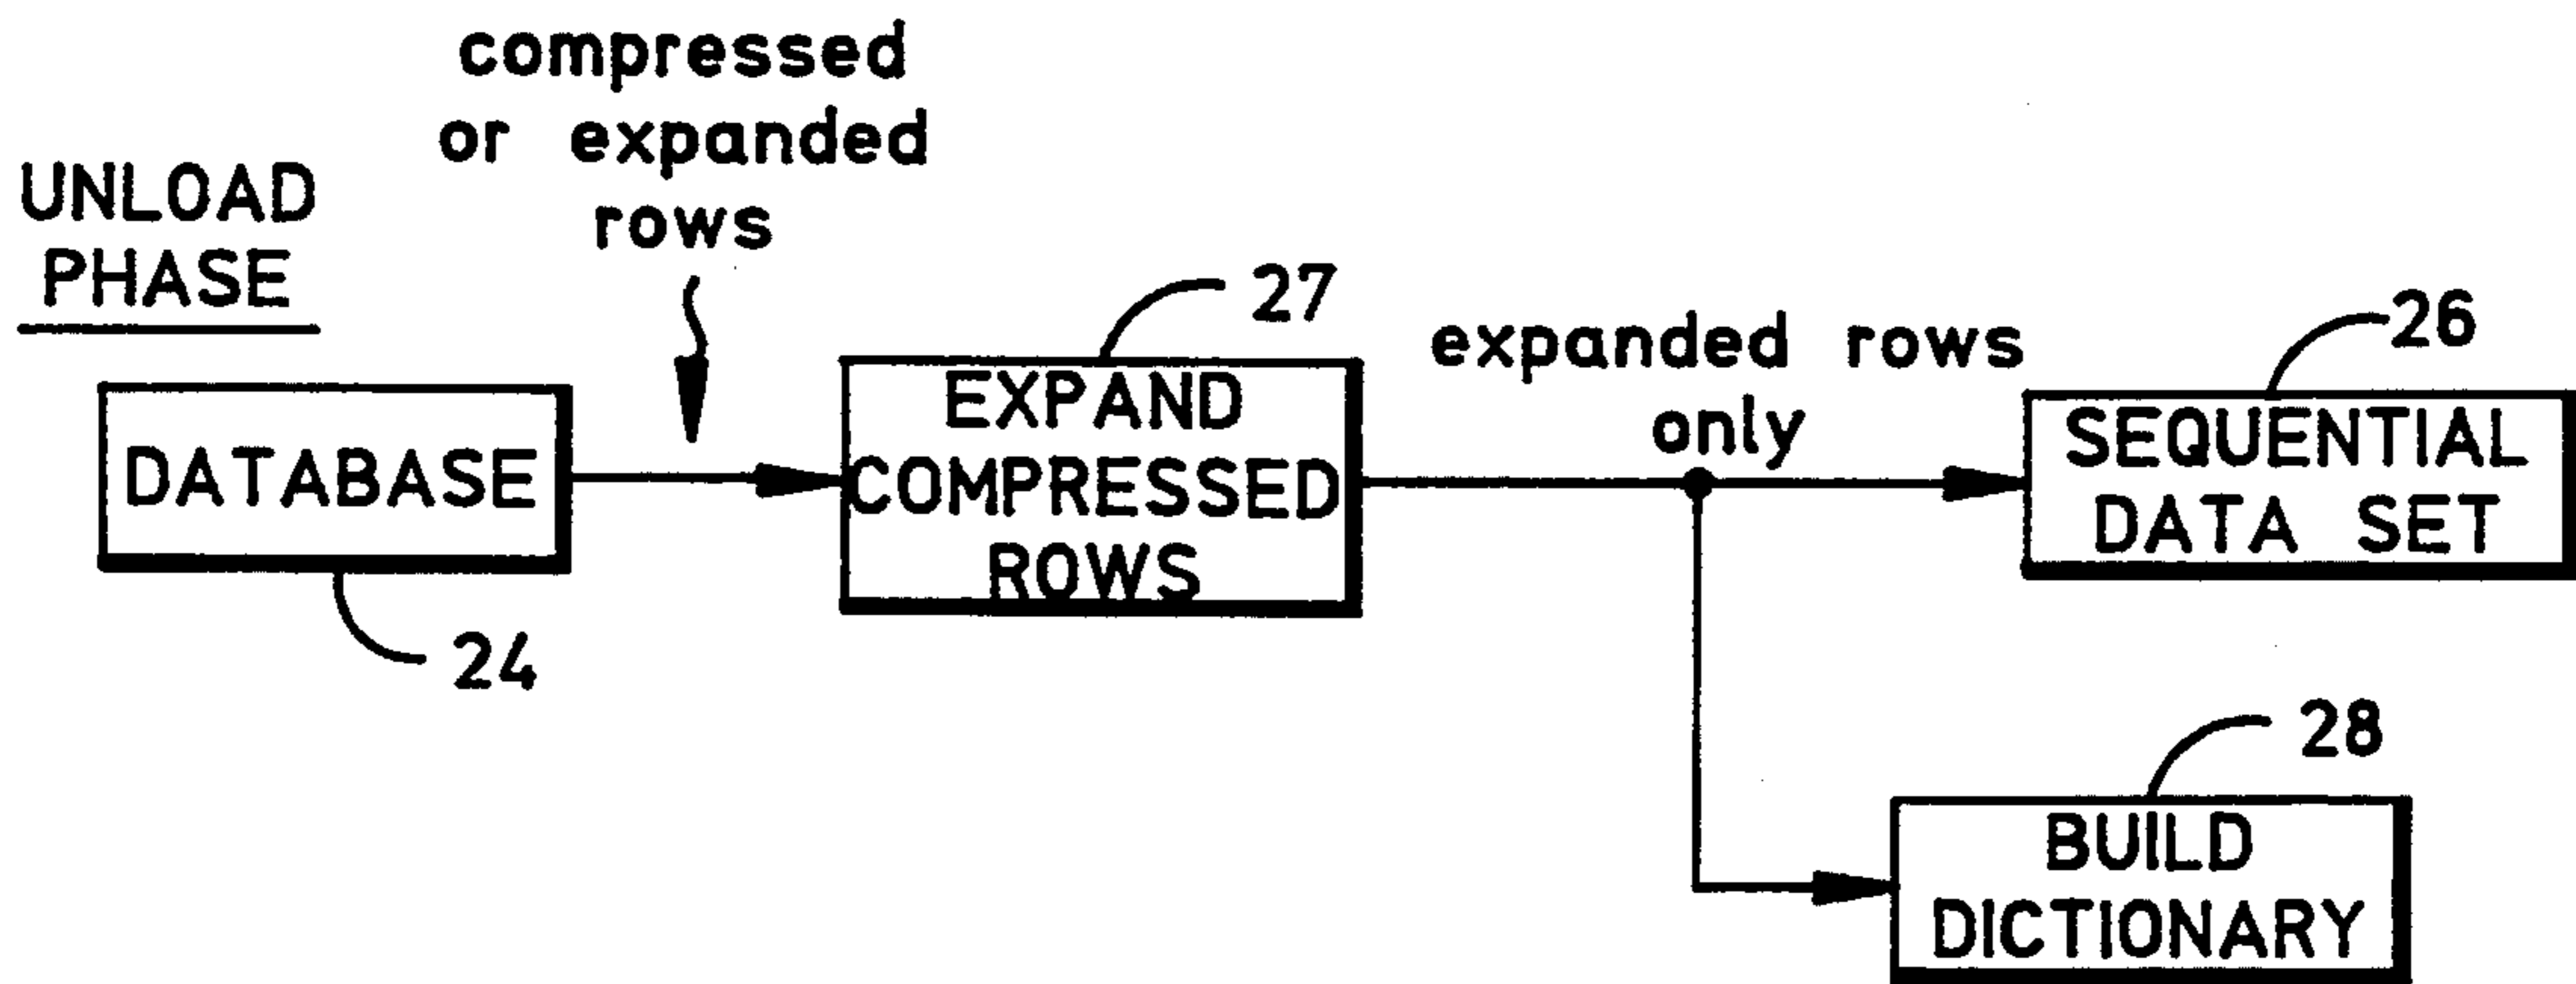 UNLOAD
PHASE
compressed
or expanded
rows
DATABASE
24
27
EXPAND
COMPRESSED
ROWS
expanded rows
only
26
SEQUENTIAL
DATA SET
28
BUILD
DICTIONARY